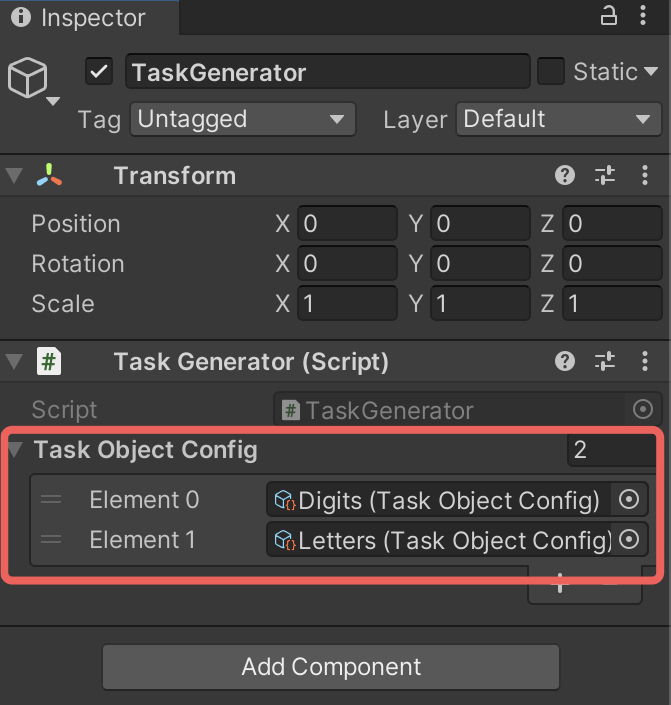 Inspector
TaskGenerator Static
Tag Untagged Layer Default
Transform
Position X 0 Y 0 Z 0
Rotation X 0 Y 0 Z 0
Scale X 1 Y 1 Z 1
# Task Generator (Script)
Script # TaskGenerator
Task Object Config 2
Element 0 Digits (Task Object Config)
Element 1 Letters (Task Object Config)
+
Add Component